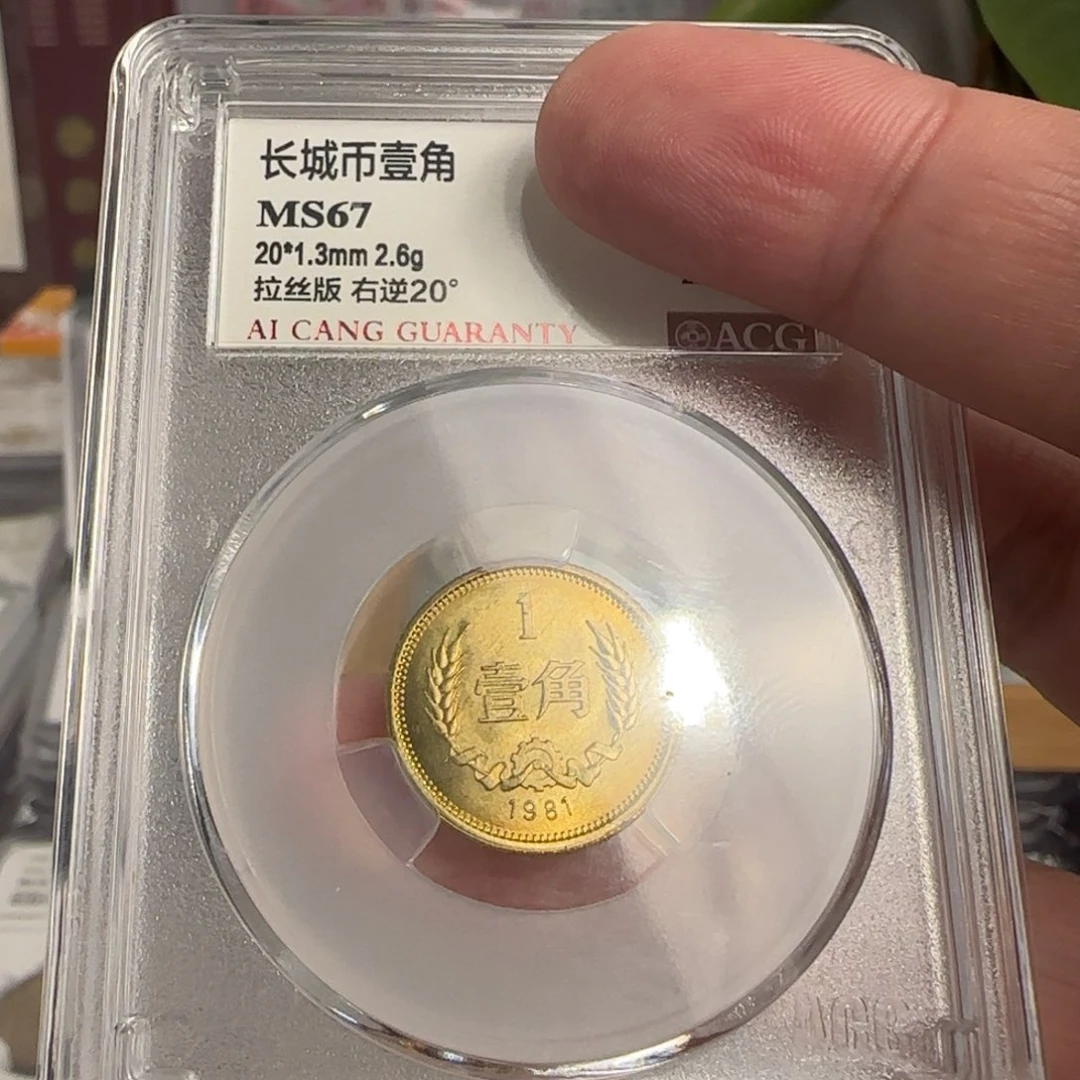 长城币壹角
MS67
20*1.3mm 2.6g
拉丝版 右逆20°
AI CANG GUARANTY
ACG
1
壹角
1981